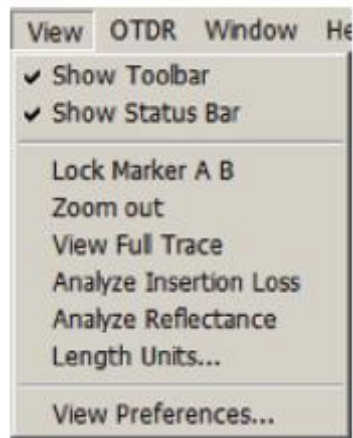 View OTDR Window He
Show Toolbar
Show Status Bar
Lock Marker A B
Zoom out
View Full Trace
Analyze Insertion Loss
Analyze Reflectance
Length Units...
View Preferences...